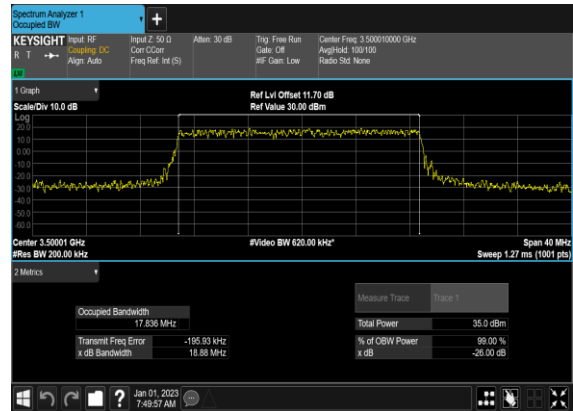 Spectrum Analyzer 1
Occupied BW
+
KEYSIGHT Input: RF Input Z: 50 Ω Atten: 30 dB Trig: Free Run Center Freq: 3.500010000 GHz
R T Coupling: DC Corr CCorr Gate: Off Avg|Hold: 100/100
Align: Auto Freq Ref: Int (S) #IF Gain: Low Radio Std: None
1 Graph Ref Lvl Offset 11.70 dB
Scale/Div 10.0 dB Ref Value 30.00 dBm
Log
20.0
10.0
0.00
-10.0
-20.0
-30.0
-40.0
-50.0
-60.0
Center 3.50001 GHz #Video BW 620.00 kHz* Span 40 MHz
#Res BW 200.00 kHz Sweep 1.27 ms (1001 pts)
2 Metrics
Measure Trace Trace 1
Occupied Bandwidth
17.836 MHz Total Power 35.0 dBm
Transmit Freq Error -195.93 kHz % of OBW Power 99.00 %
x dB Bandwidth 18.88 MHz x dB -26.00 dB
? Jan 01, 2023
7:49:57 AM